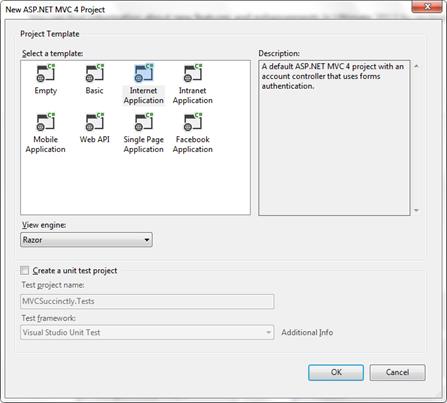 New ASP.NET MVC 4 Project
Project Template
Select a template:
Description:
Empty
Basic
Internet Application
Intranet Application
Mobile Application
Web API
Single Page Application
Facebook Application
A default ASP.NET MVC 4 project with an
account controller that uses forms
authentication.
View engine:
Razor
Create a unit test project
Test project name:
MVCSuccinctly.Tests
Test framework:
Visual Studio Unit Test
Additional Info
OK
Cancel